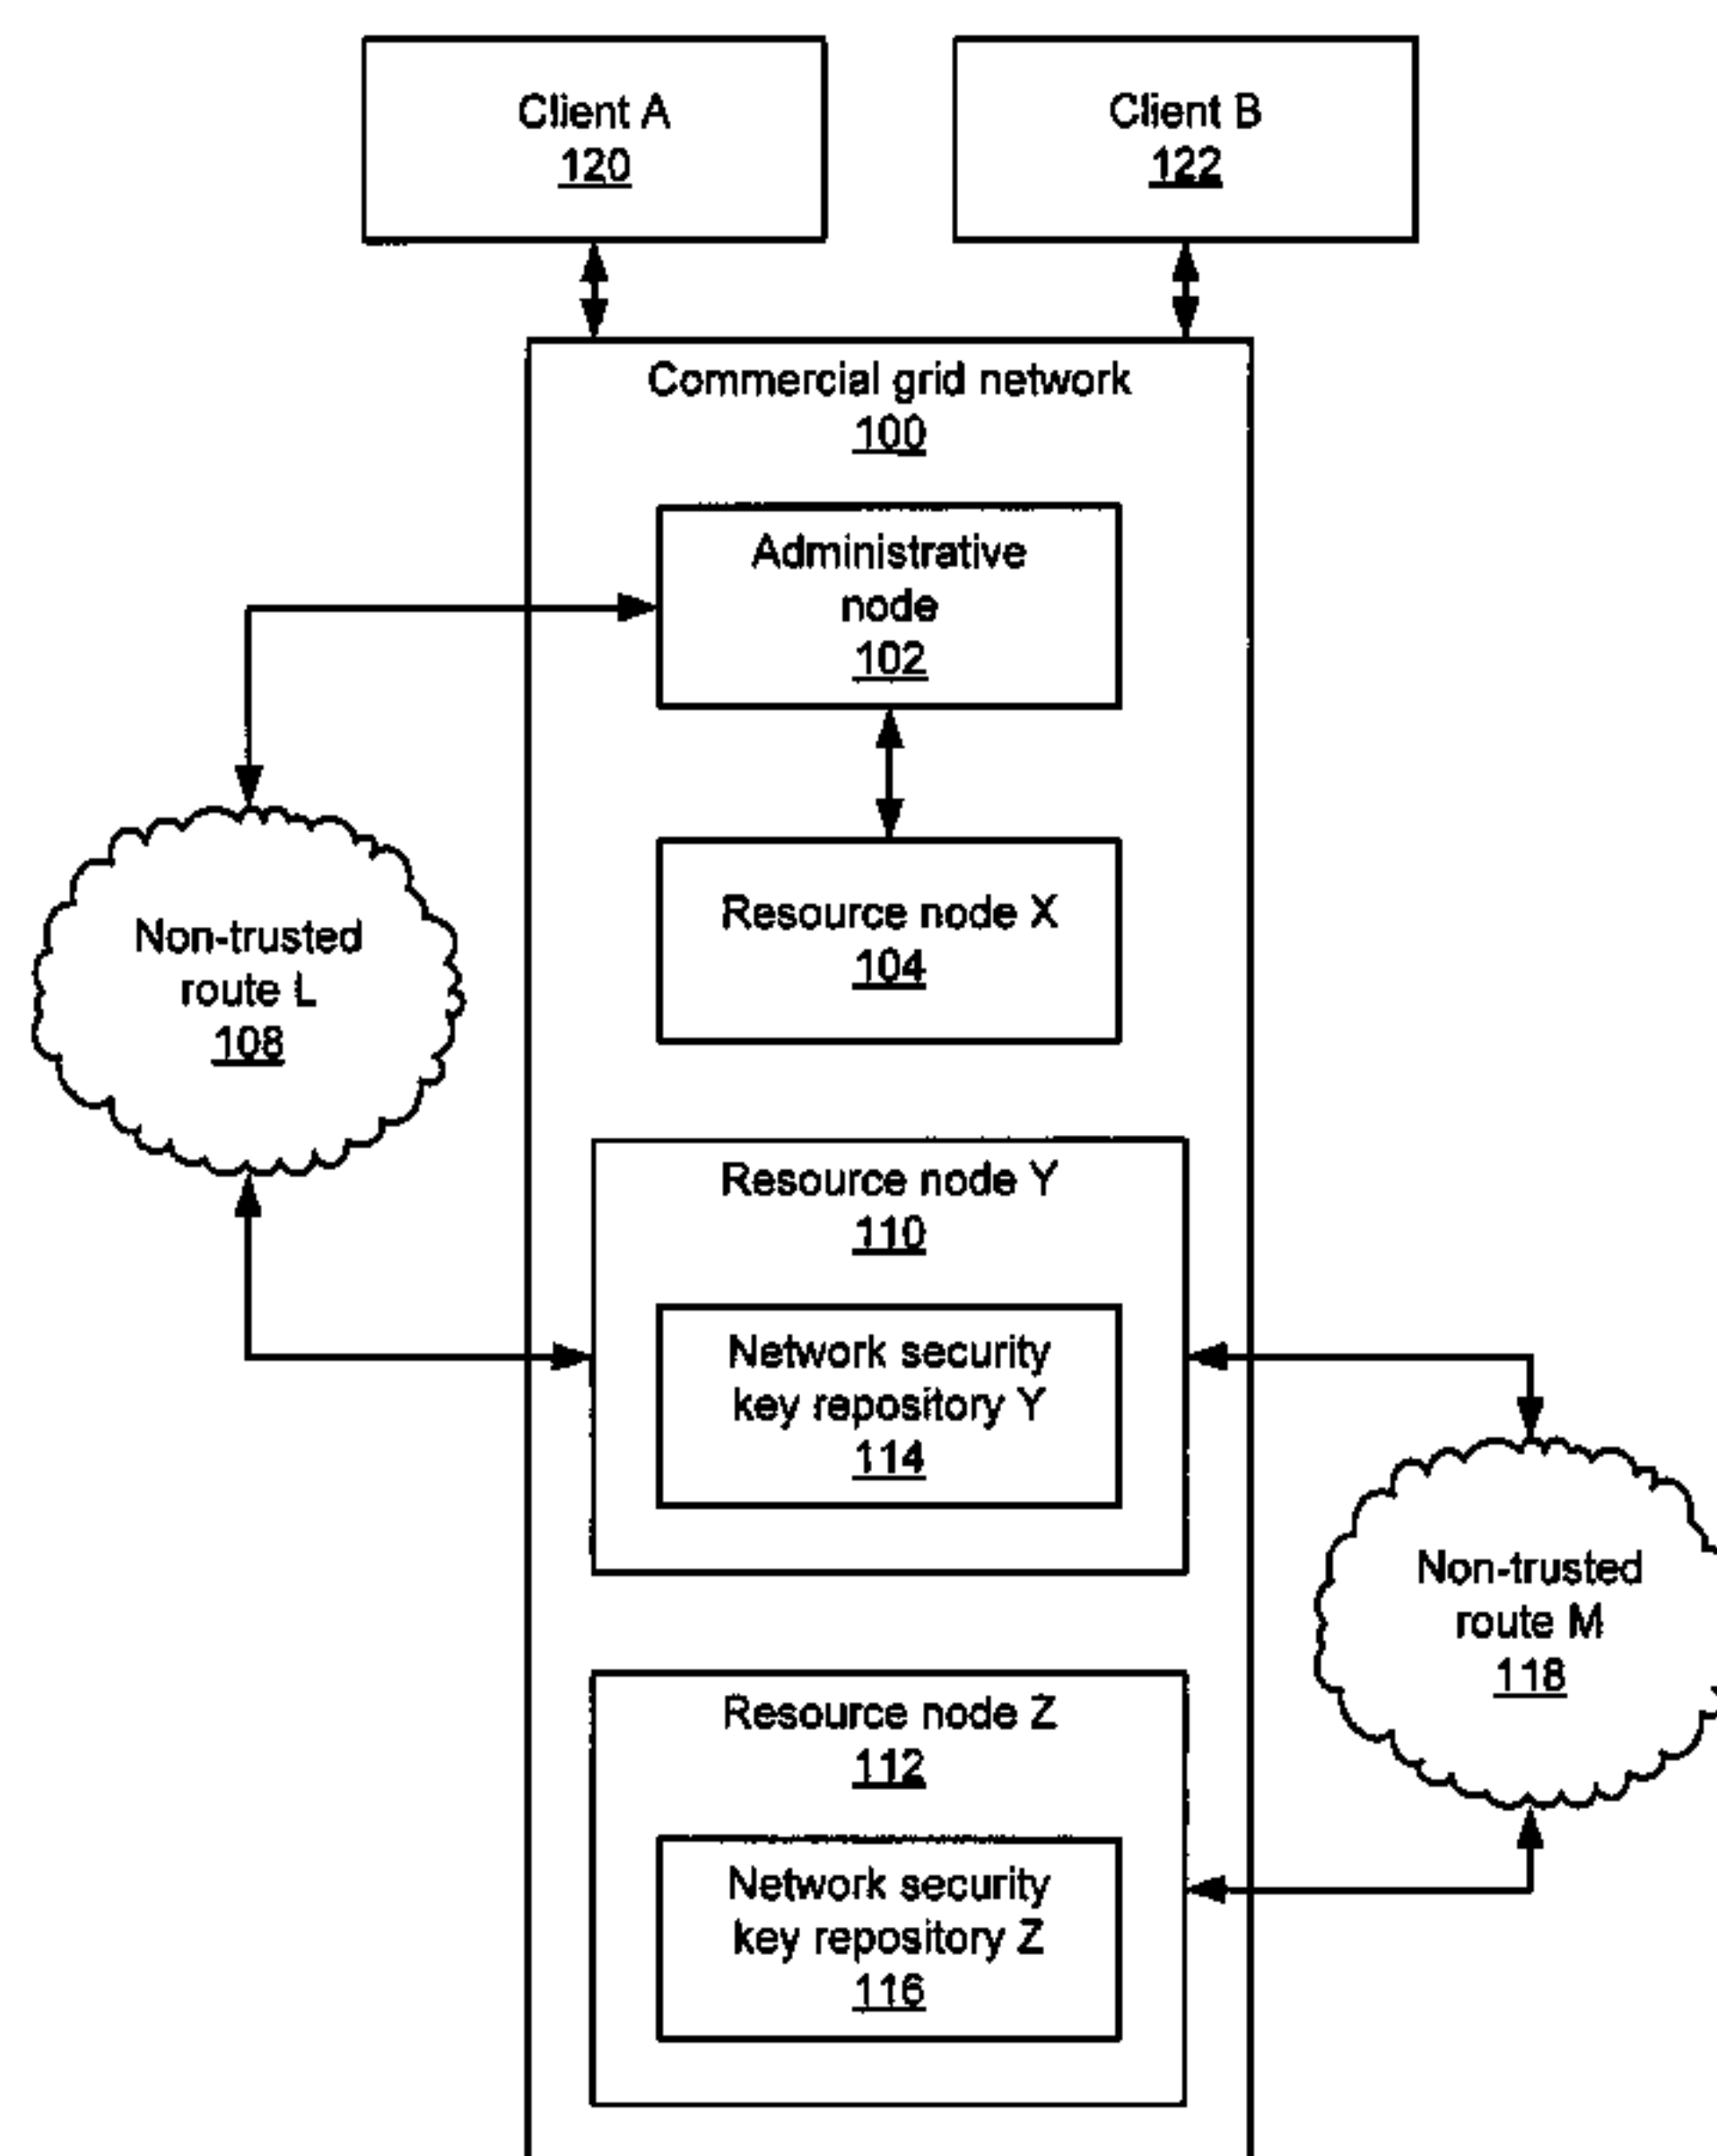 Client A
120
Client B
122
Commercial grid network
100
Administrative
node
102
Resource node X
104
Non-trusted
route L
108
Resource node Y
110
Network security
key repository Y
114
Non-trusted
route M
118
Resource node Z
112
Network security
key repository Z
116